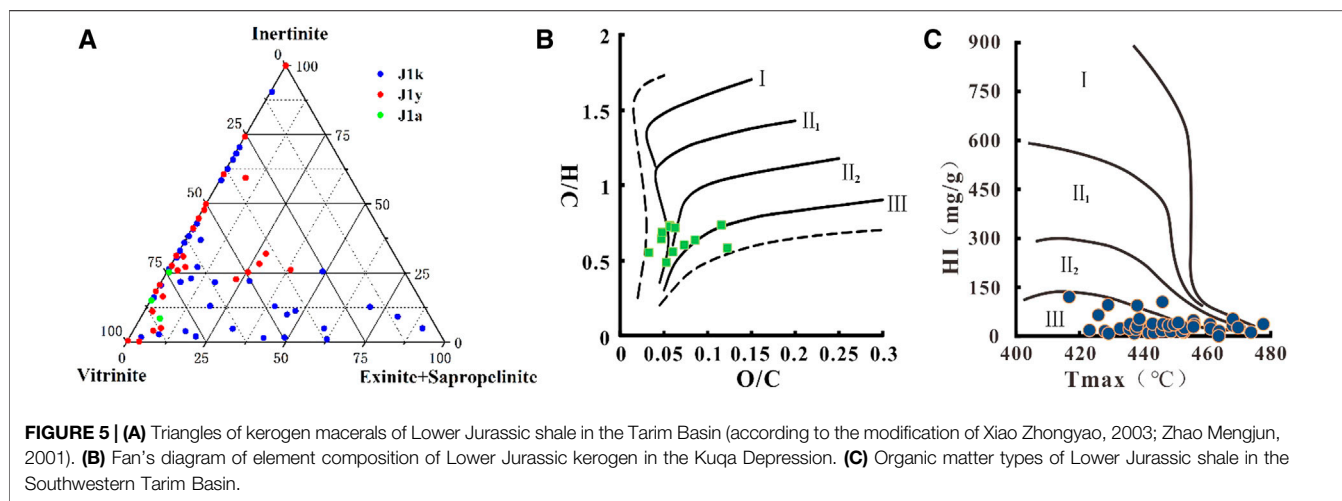 A
Inertinite
0
100
J1k
J1y
J1a
25
75
50
50
75
25
100
0
0
25
50
75
100
Vitrinite
Exinite+Sapropelinite
B
2
1.5
1
0.5
0
H/C
I
II₁
II₂
III
0 0.05 0.1 0.15 0.2 0.25 0.3
O/C
C
900
750
600
450
300
150
0
HI（mg/g）
I
II₁
II₂
III
400 420 440 460 480
Tmax（℃）
FIGURE 5 | (A) Triangles of kerogen macerals of Lower Jurassic shale in the Tarim Basin (according to the modification of Xiao Zhongyao, 2003; Zhao Mengjun,
2001). (B) Fan's diagram of element composition of Lower Jurassic kerogen in the Kuqa Depression. (C) Organic matter types of Lower Jurassic shale in the
Southwestern Tarim Basin.